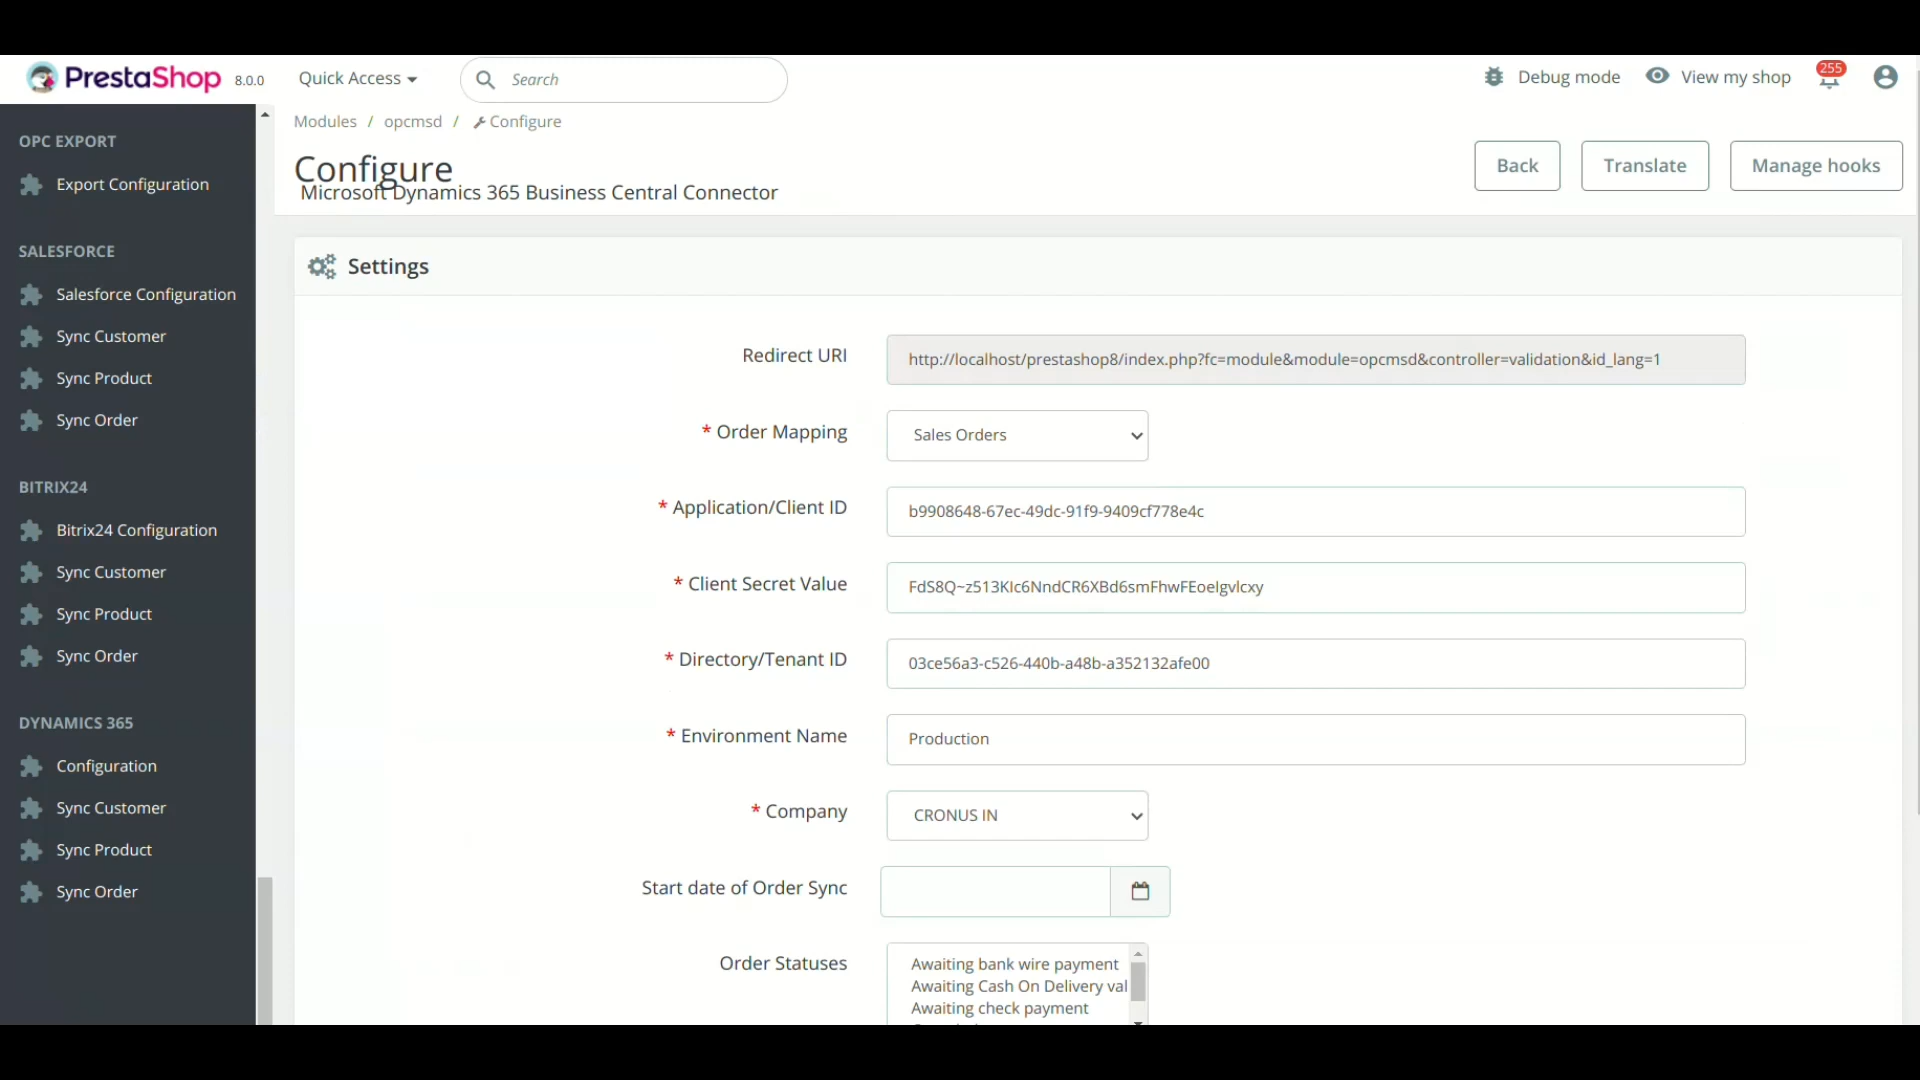 PrestaShop 8.0.0
Quick Access
Search
Debug mode
View my shop
255
OPC EXPORT
Export Configuration
SALESFORCE
Salesforce Configuration
Sync Customer
Sync Product
Sync Order
BITRIX24
Bitrix24 Configuration
Sync Customer
Sync Product
Sync Order
DYNAMICS 365
Configuration
Sync Customer
Sync Product
Sync Order
Modules / opcmsd / Configure
Configure
Microsoft Dynamics 365 Business Central Connector
Back
Translate
Manage hooks
Settings
Redirect URI
http://localhost/prestashop8/index.php?fc=module&module=opcmsd&controller=validation&id_lang=1
* Order Mapping
Sales Orders
* Application/Client ID
b9908648-67ec-49dc-91f9-9409cf778e4c
* Client Secret Value
FdS8Q~z513KIc6NndCR6XBd6smFhwFEoelgvlcxy
* Directory/Tenant ID
03ce56a3-c526-440b-a48b-a352132afe00
* Environment Name
Production
* Company
CRONUS IN
Start date of Order Sync
Order Statuses
Awaiting bank wire payment
Awaiting Cash On Delivery val
Awaiting check payment